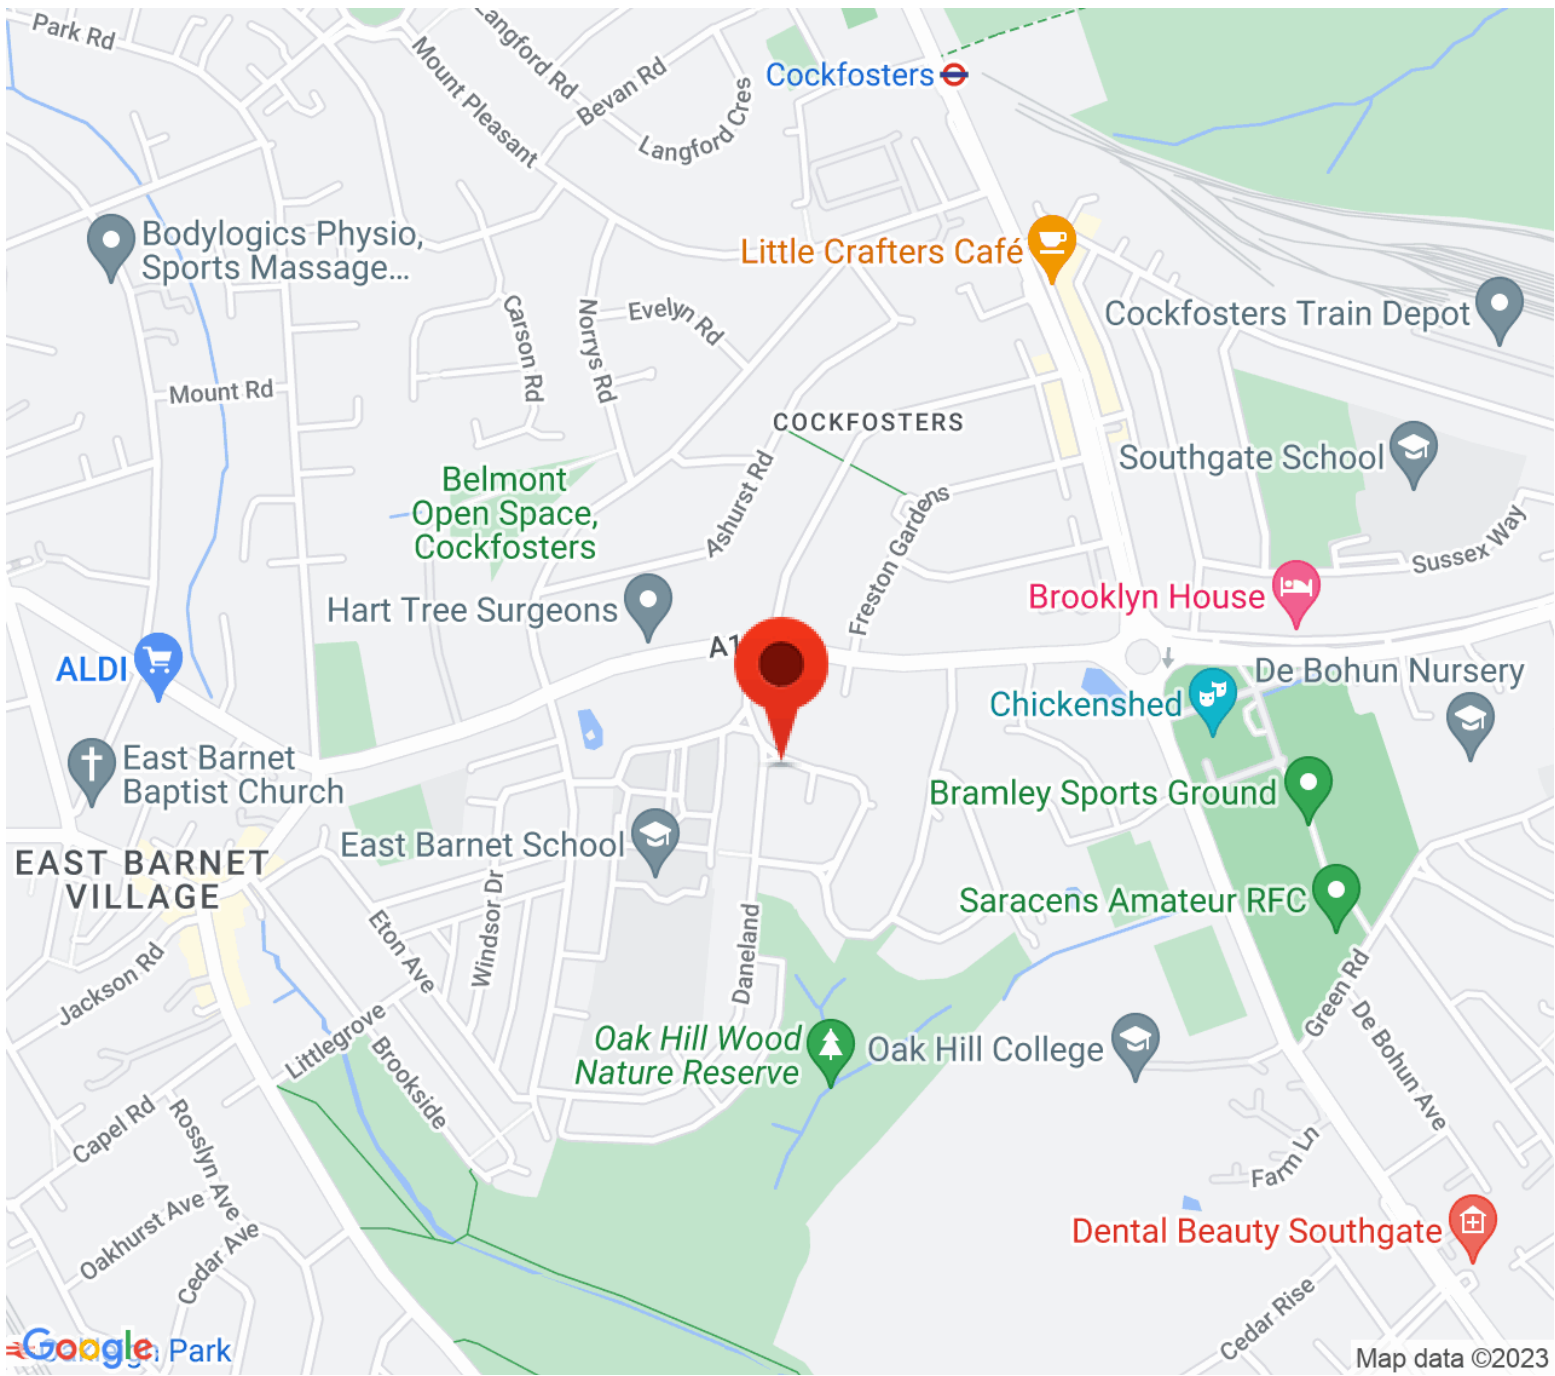 Park Rd
Langford Rd
Mount Pleasant
Bevan Rd
Langford Cres
Cockfosters
Bodylogics Physio,
Sports Massage...
Little Crafters Café
Cockfosters Train Depot
Carson Rd
Norrys Rd
Evelyn Rd
Mount Rd
COCKFOSTERS
Southgate School
Belmont
Open Space,
Cockfosters
Ashurst Rd
Freston Gardens
Sussex Way
Hart Tree Surgeons
Brooklyn House
A1
ALDI
De Bohun Nursery
Chickenshed
East Barnet
Baptist Church
Bramley Sports Ground
East Barnet School
EAST BARNET
VILLAGE
Windsor Dr
Eton Ave
Daneland
Saracens Amateur RFC
Jackson Rd
Green Rd
Littlegrove
Brookside
Oak Hill Wood
Nature Reserve
Oak Hill College
De Bohun Ave
Capel Rd
Rosslyn Ave
Farm Ln
Oakhurst Ave
Cedar Ave
Dental Beauty Southgate
Cedar Rise
Google
Oakleigh Park
Map data ©2023